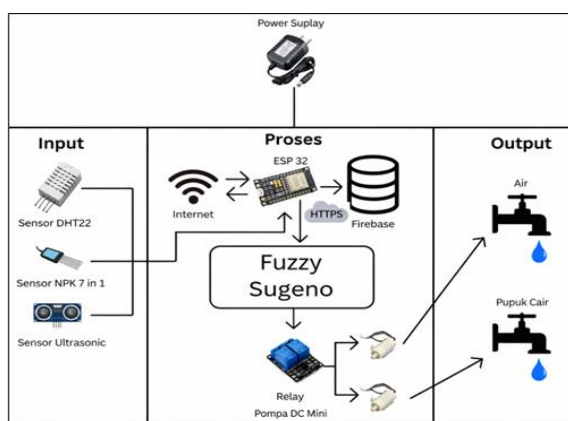 Power Suplay
Input
Sensor DHT22
Sensor NPK 7 in 1
Sensor Ultrasonic
Proses
ESP 32
Internet
HTTPS
Firebase
Fuzzy
Sugeno
Relay
Pompa DC Mini
Output
Air
Pupuk Cair